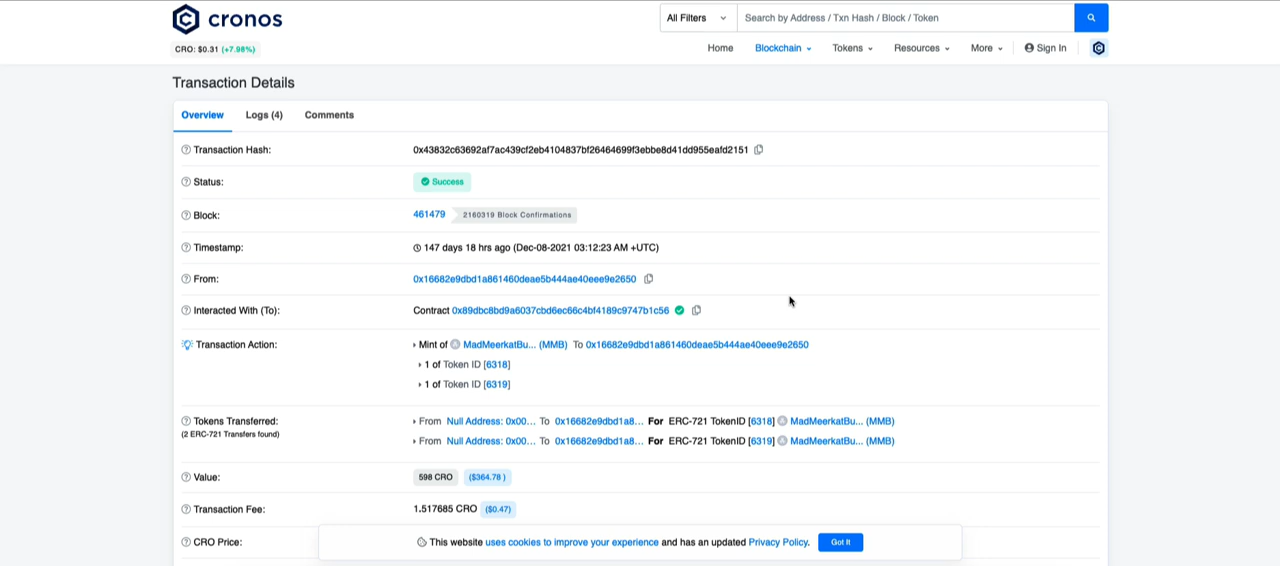 cronos
All Filters
Search by Address / Txn Hash / Block / Token
CRO: $0.31 (+7.98%)
Home Blockchain Tokens Resources More Sign In
Transaction Details
Overview Logs (4) Comments
Transaction Hash: 0x43832c63692af7ac439cf2eb4104837bf26464699f3ebbe8d41dd955eafd2151
Status: Success
Block: 461479 2160319 Block Confirmations
Timestamp: 147 days 18 hrs ago (Dec-08-2021 03:12:23 AM +UTC)
From: 0x16682e9dbd1a861460deae5b444ae40eee9e2650
Interacted With (To): Contract 0x89dbc8bd9a6037cbd6ec66c4bf4189c9747b1c56
Transaction Action: Mint of MadMeerkatBu... (MMB) To 0x16682e9dbd1a861460deae5b444ae40eee9e2650
1 of Token ID [6318]
1 of Token ID [6319]
Tokens Transferred: From Null Address: 0x00... To 0x16682e9dbd1a8... For ERC-721 TokenID [6318] MadMeerkatBu... (MMB)
(2 ERC-721 Transfers found)
From Null Address: 0x00... To 0x16682e9dbd1a8... For ERC-721 TokenID [6319] MadMeerkatBu... (MMB)
Value: 598 CRO ($364.78 )
Transaction Fee: 1.517685 CRO ($0.47)
CRO Price:
This website uses cookies to improve your experience and has an updated Privacy Policy. Got It